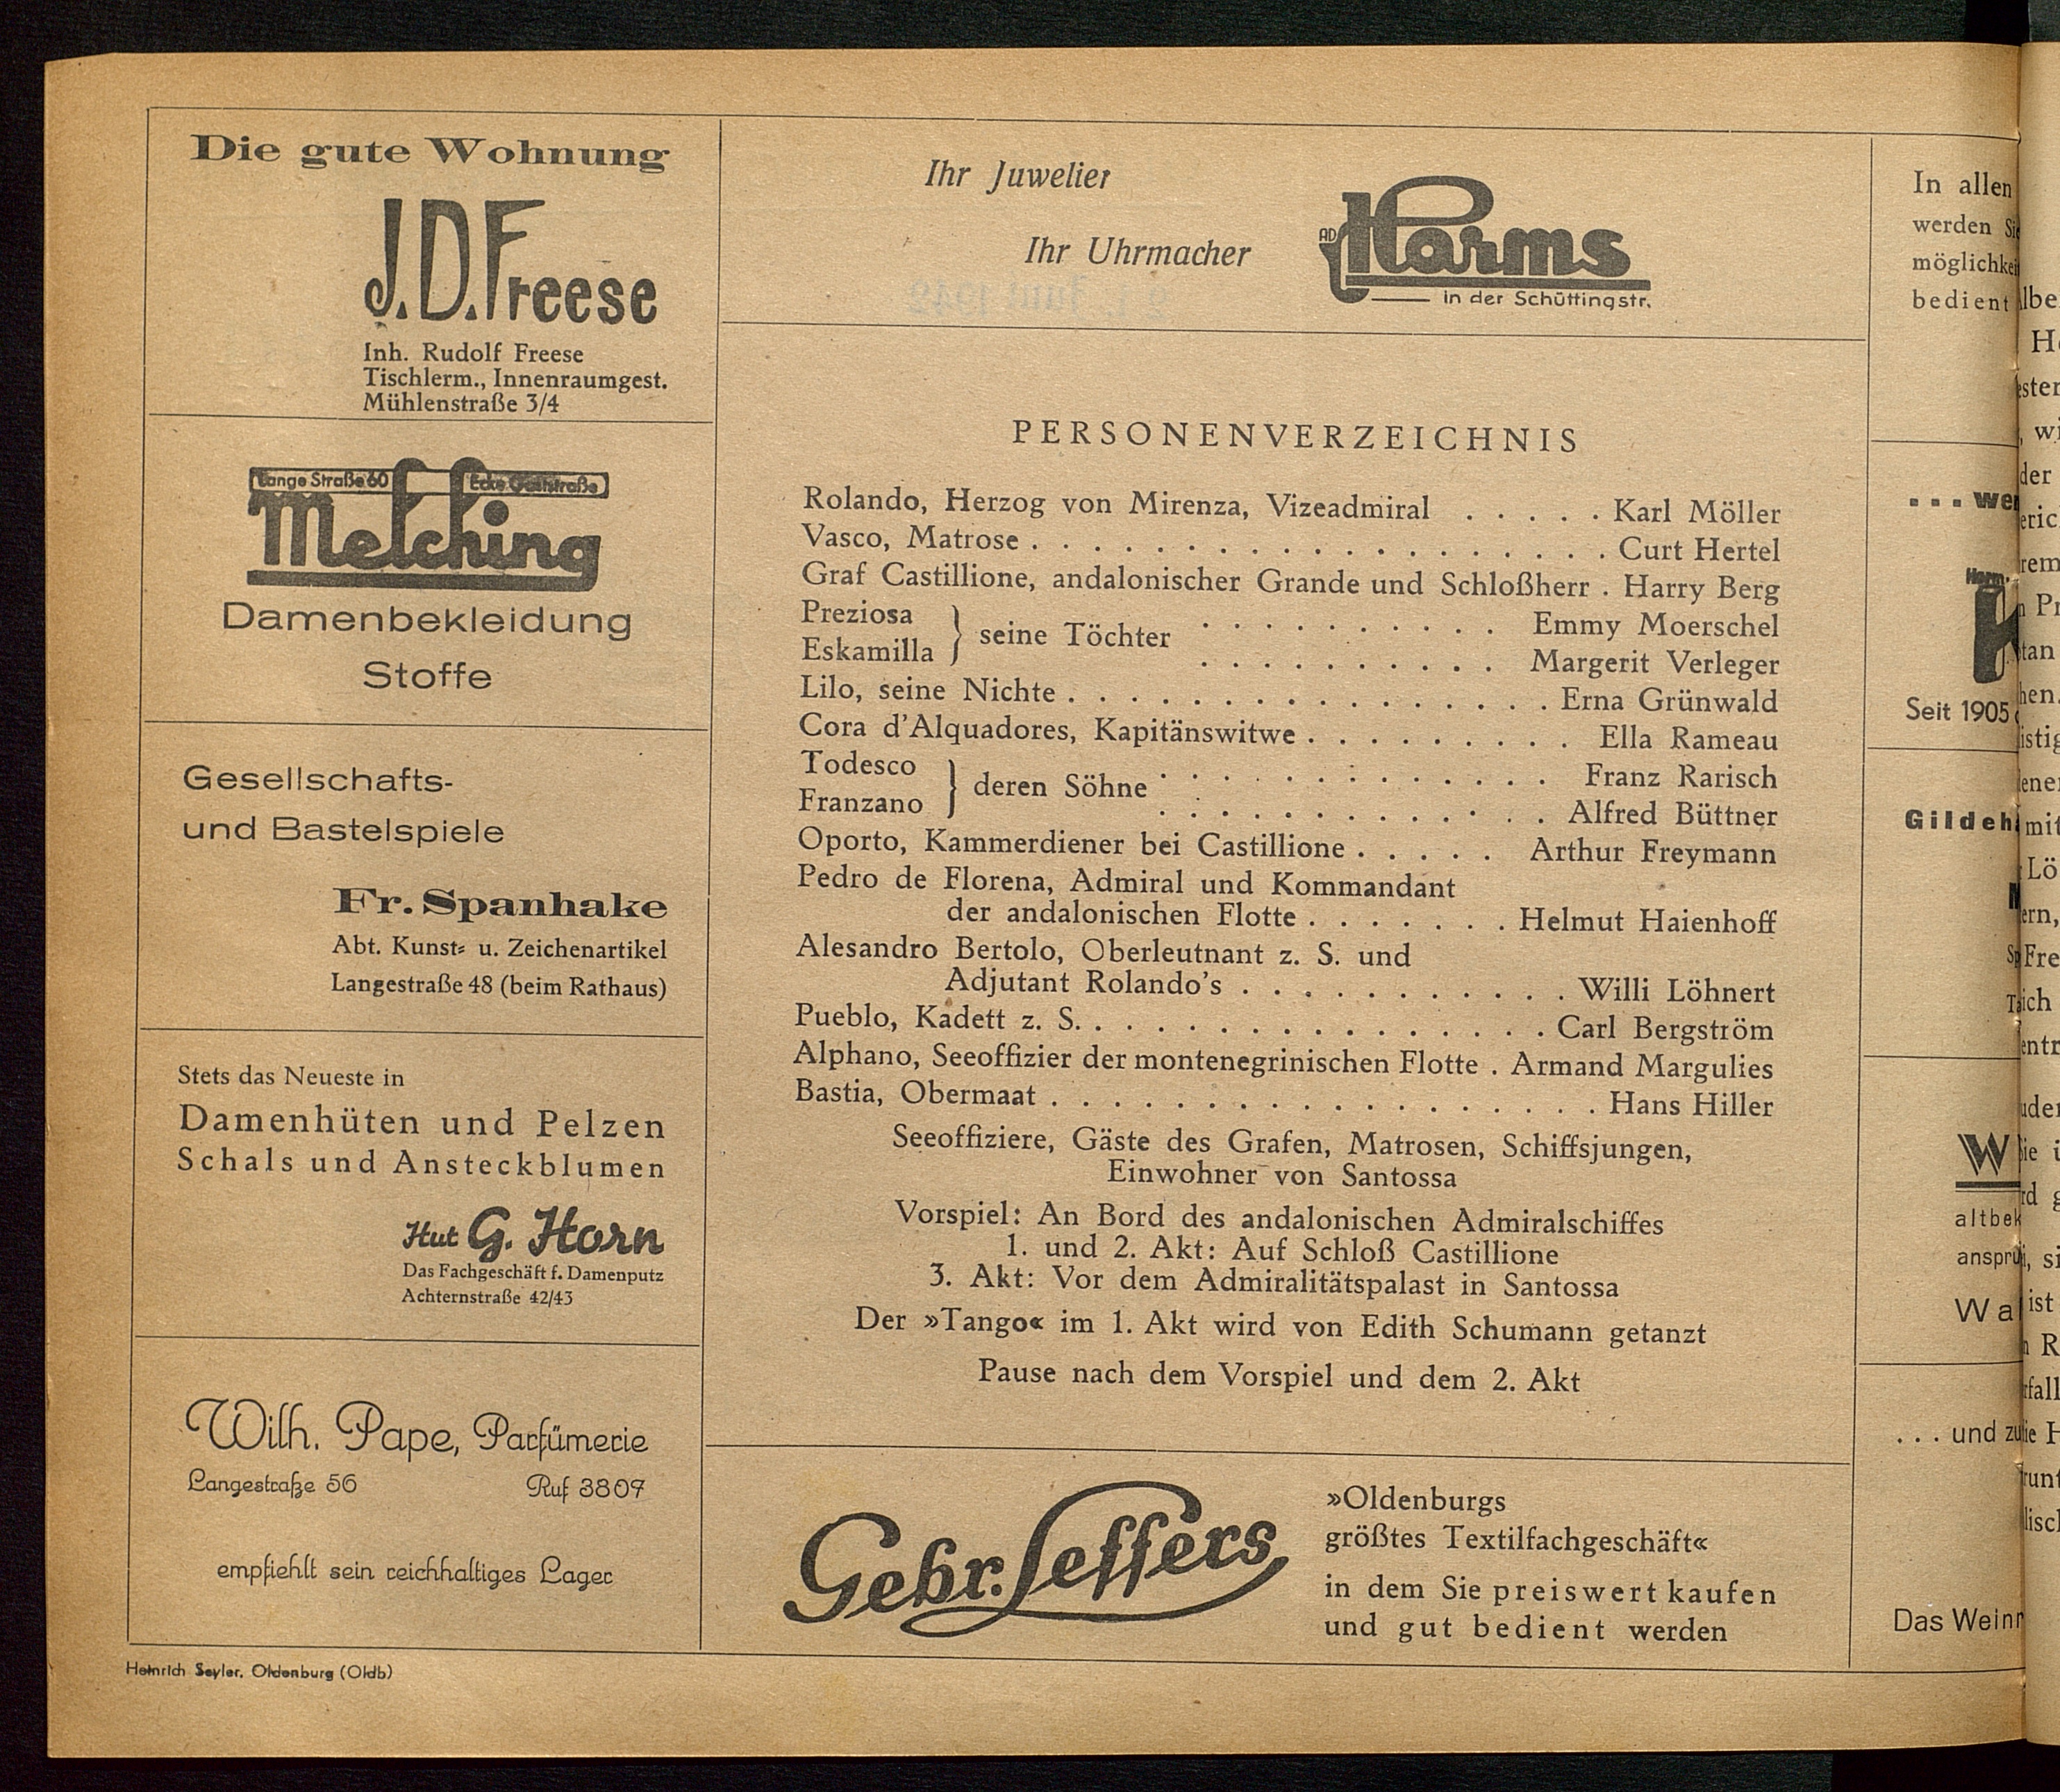 Die gute Wohnung
J.D.Freese
Inh. Rudolf Freese
Tischlerm., Innenraumgest.
Mühlenstraße 3/4
Lange Straße 60 Ecke Gaststraße
Melching
Damenbekleidung
Stoffe
Gesellschafts-
und Bastelspiele
Fr. Spanhake
Abt. Kunst- u. Zeichenartikel
Langestraße 48 (beim Rathaus)
Stets das Neueste in
Damenhüten und Pelzen
Schals und Ansteckblumen
Hut G. Horn
Das Fachgeschäft f. Damenputz
Achternstraße 42/43
Wilh. Pape, Parfümerie
Langestraße 56 Ruf 3807
empfiehlt sein reichhaltiges Lager
Heinrich Seyler, Oldenburg (Oldb)
Ihr Juwelier
Ihr Uhrmacher
AD Harms
in der Schüttingstr.
PERSONENVERZEICHNIS
Rolando, Herzog von Mirenza, Vizeadmiral . . . . . Karl Möller
Vasco, Matrose . . . . . . . . . . . . . . . . . . . Curt Hertel
Graf Castillione, andalonischer Grande und Schloßherr . Harry Berg
Preziosa } seine Töchter . . . . . . . . . . Emmy Moerschel
Eskamilla } . . . . . . . . . . Margerit Verleger
Lilo, seine Nichte . . . . . . . . . . . . . . . . Erna Grünwald
Cora d'Alquadores, Kapitänswitwe . . . . . . . . . Ella Rameau
Todesco } deren Söhne . . . . . . . . . . . . . Franz Rarisch
Franzano } . . . . . . . . . . . . . Alfred Büttner
Oporto, Kammerdiener bei Castillione . . . . . Arthur Freymann
Pedro de Florena, Admiral und Kommandant
der andalonischen Flotte . . . . . . . Helmut Haienhoff
Alesandro Bertolo, Oberleutnant z. S. und
Adjutant Rolando's . . . . . . . . . . . Willi Löhnert
Pueblo, Kadett z. S. . . . . . . . . . . . . . . . Carl Bergström
Alphano, Seeoffizier der montenegrinischen Flotte . Armand Margulies
Bastia, Obermaat . . . . . . . . . . . . . . . . . . Hans Hiller
Seeoffiziere, Gäste des Grafen, Matrosen, Schiffsjungen,
Einwohner von Santossa
Vorspiel: An Bord des andalonischen Admiralschiffes
1. und 2. Akt: Auf Schloß Castillione
3. Akt: Vor dem Admiralitätspalast in Santossa
Der »Tango« im 1. Akt wird von Edith Schumann getanzt
Pause nach dem Vorspiel und dem 2. Akt
Gebr. Leffers
»Oldenburgs
größtes Textilfachgeschäft«
in dem Sie preiswert kaufen
und gut bedient werden
In allen
werden
bedient
Seit 1905
. . . und